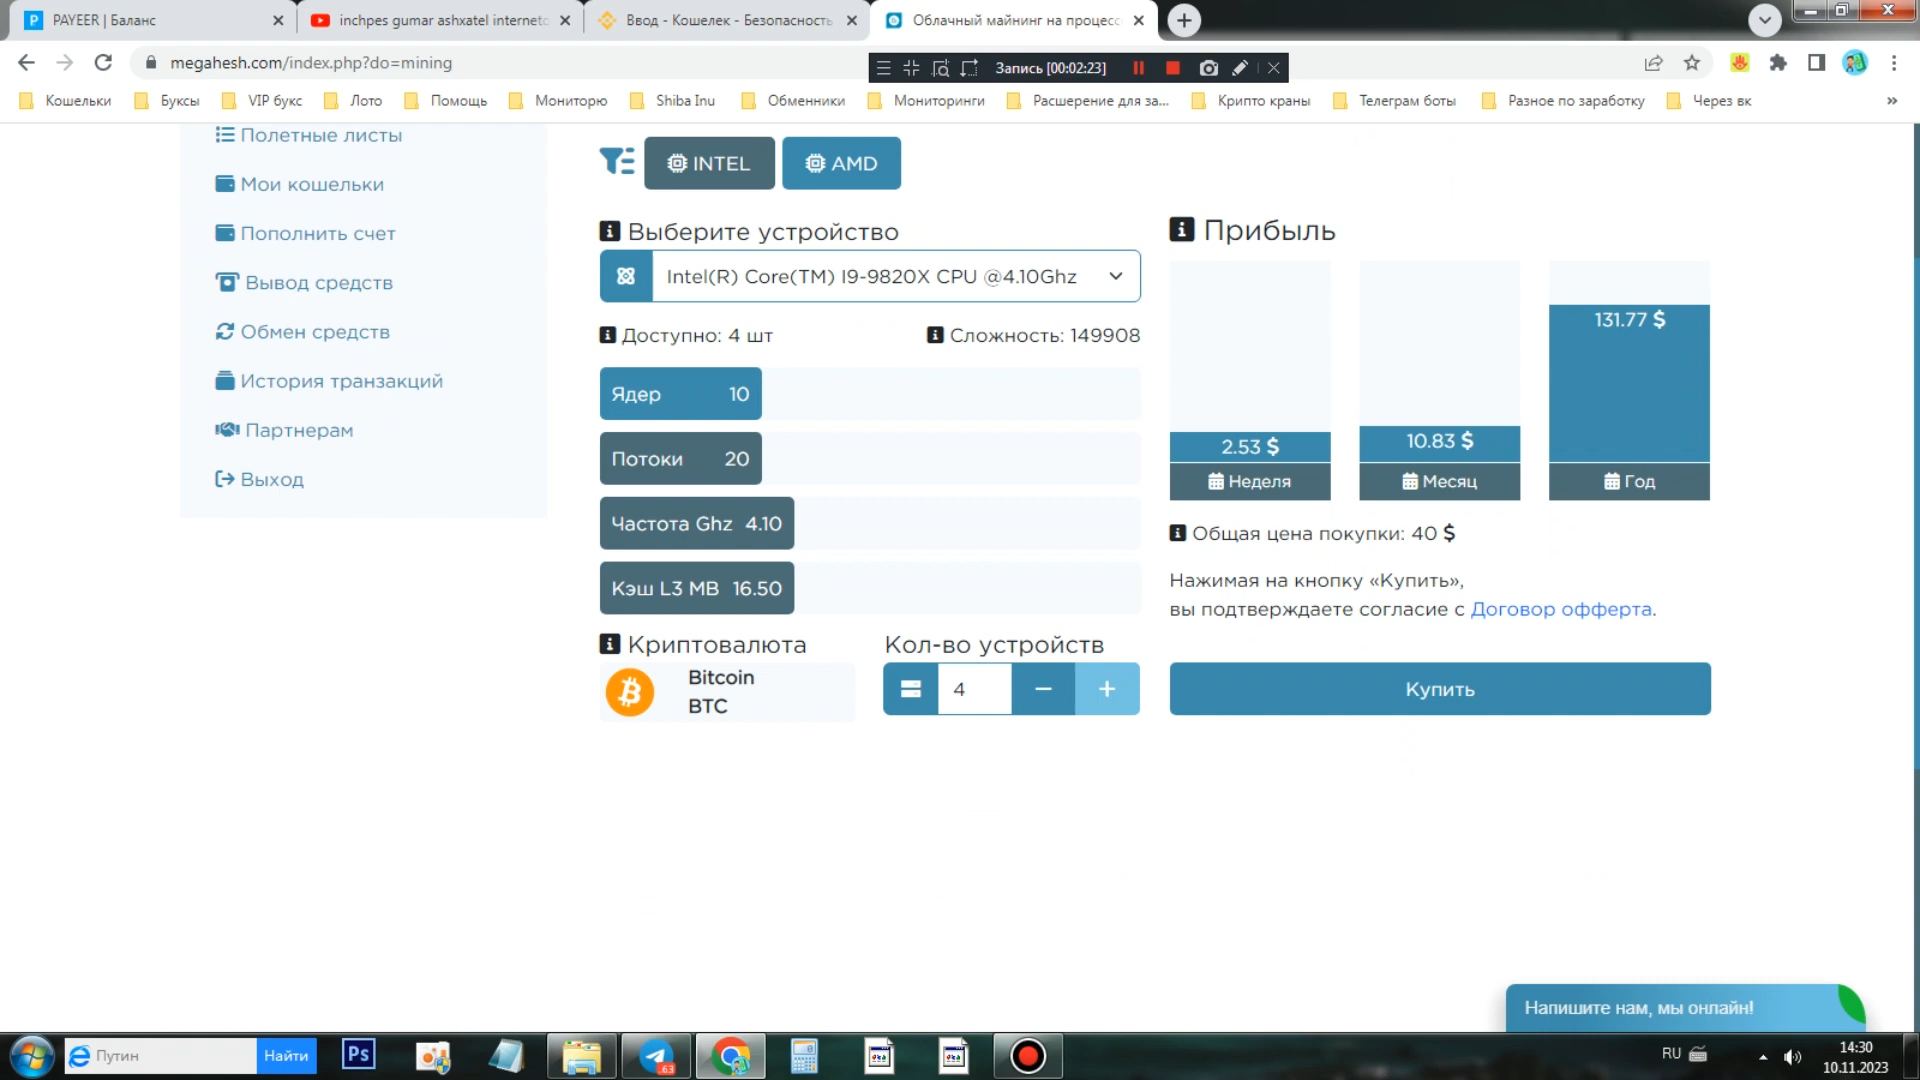 PAYEER | Баланс
inchpes gumar ashxatel internetc
Ввод - Кошелек - Безопасность
Облачный майнинг на процесс
megahesh.com/index.php?do=mining
Запись [00:02:23]
Кошельки
Буксы
VIP букс
Лото
Помощь
Мониторю
Shiba Inu
Обменники
Мониторинги
Расшерение для за...
Крипто краны
Телеграм боты
Разное по заработку
Через вк
»
Полетные листы
Мои кошельки
Пополнить счет
Вывод средств
Обмен средств
История транзакций
Партнерам
Выход
INTEL
AMD
Выберите устройство
Intel(R) Core(TM) I9-9820X CPU @4.10Ghz
Доступно: 4 шт
Сложность: 149908
Ядер 10
Потоки 20
Частота Ghz 4.10
Кэш L3 MB 16.50
Криптовалюта
Bitcoin
BTC
Кол-во устройств
4
Прибыль
2.53 $
Неделя
10.83 $
Месяц
131.77 $
Год
Общая цена покупки: 40 $
Нажимая на кнопку «Купить»,
вы подтверждаете согласие с Договор офферта.
Купить
Напишите нам, мы онлайн!
Путин
Найти
Ps
63
RU
14:30
10.11.2023